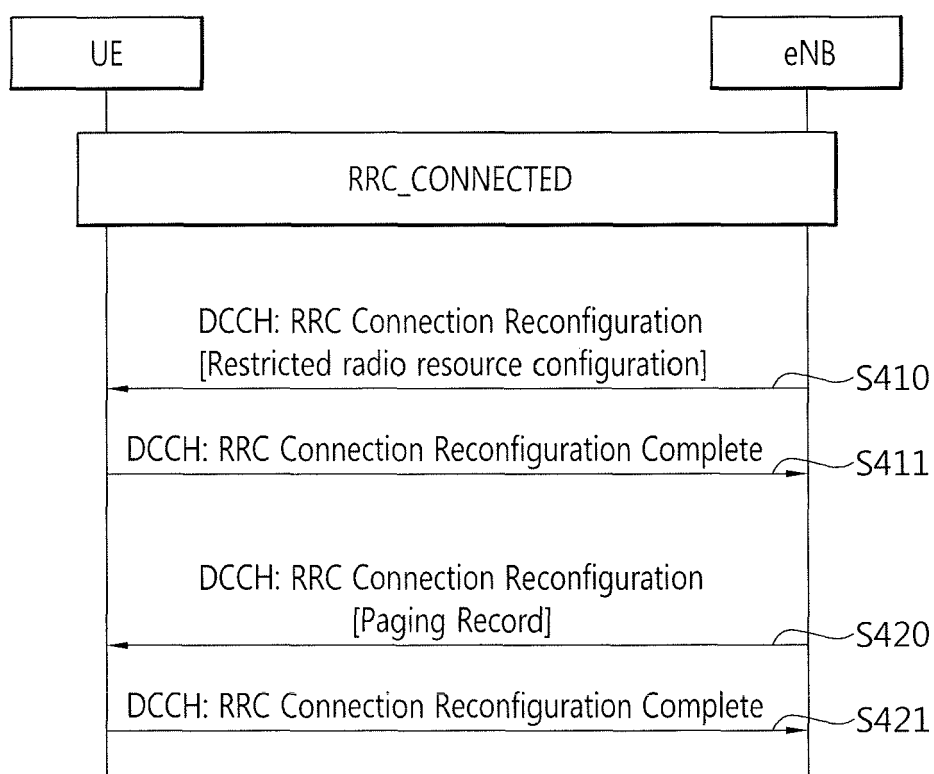 UE
eNB
RRC_CONNECTED
DCCH: RRC Connection Reconfiguration
[Restricted radio resource configuration]
S410
DCCH: RRC Connection Reconfiguration Complete
S411
DCCH: RRC Connection Reconfiguration
[Paging Record]
S420
DCCH: RRC Connection Reconfiguration Complete
S421